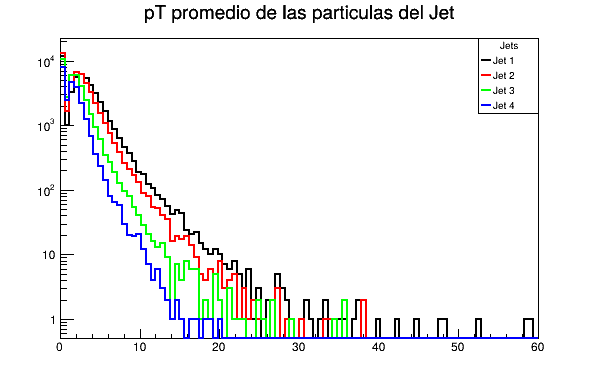 pT promedio de las particulas del Jet
Jets
Jet 1
Jet 2
Jet 3
Jet 4
10⁴
10³
10²
10
1
0 10 20 30 40 50 60